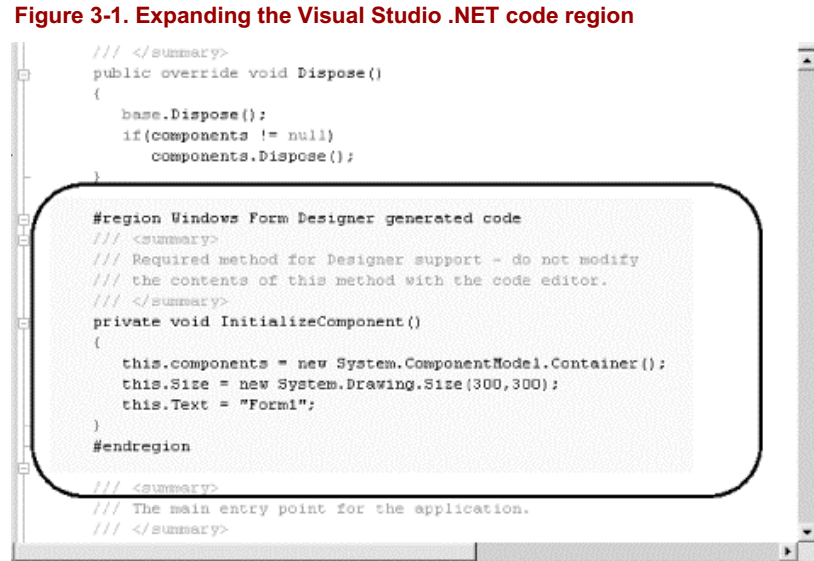 Figure 3-1. Expanding the Visual Studio .NET code region
/// </summary>
public override void Dispose()
{
base.Dispose();
if(components != null)
components.Dispose();
}
#region Windows Form Designer generated code
/// <summary>
/// Required method for Designer support - do not modify
/// the contents of this method with the code editor.
/// </summary>
private void InitializeComponent()
{
this.components = new System.ComponentModel.Container();
this.Size = new System.Drawing.Size(300,300);
this.Text = "Form1";
}
#endregion
/// <summary>
/// The main entry point for the application.
/// </summary>